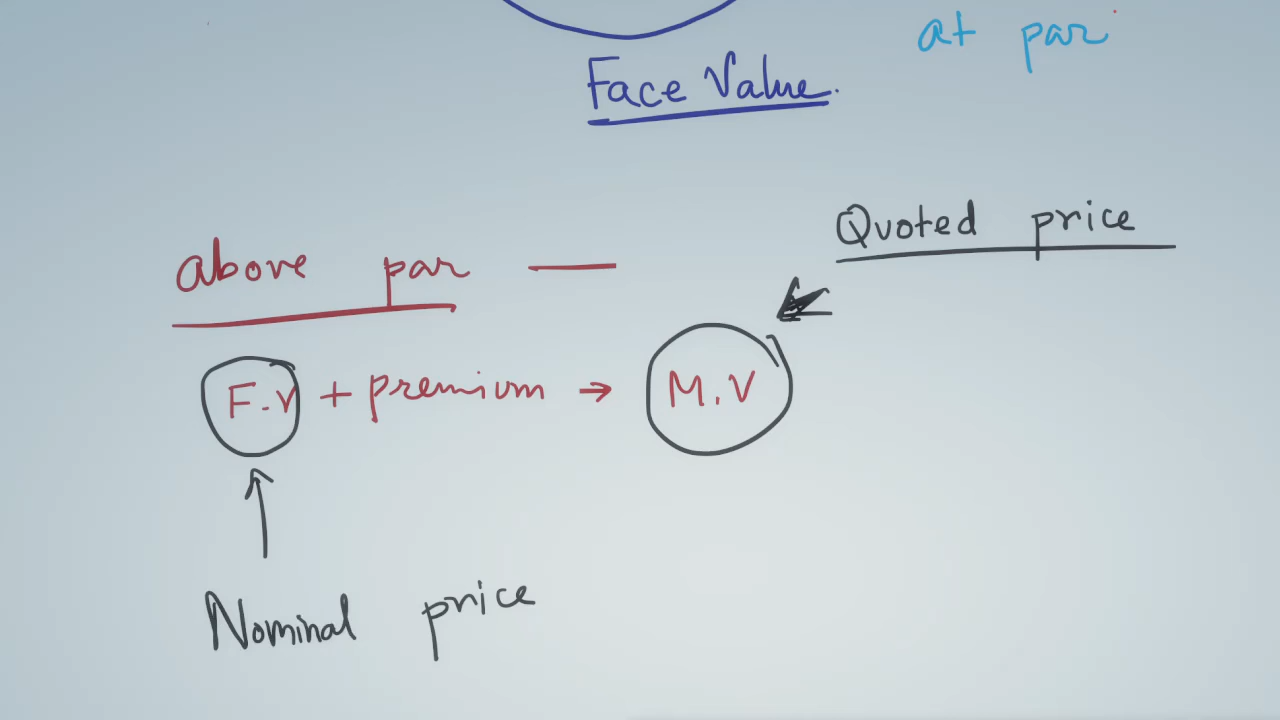 at par
Face Value.
Quoted price
above par —
F.V + premium → M.V
Nominal price